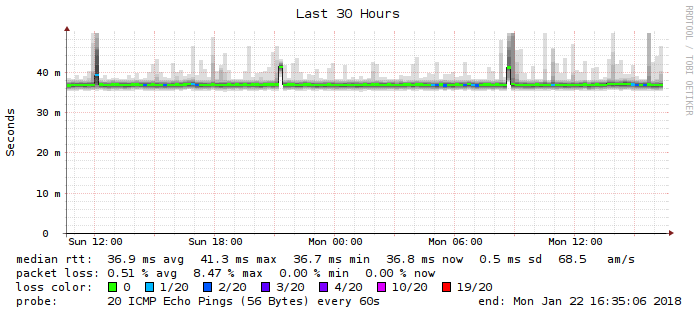 Last 30 Hours
RRDTOOL / TOBI OETIKER
Seconds
40 m
30 m
20 m
10 m
0
Sun 12:00 Sun 18:00 Mon 00:00 Mon 06:00 Mon 12:00
median rtt: 36.9 ms avg 41.3 ms max 36.7 ms min 36.8 ms now 0.5 ms sd 68.5 am/s
packet loss: 0.51 % avg 8.47 % max 0.00 % min 0.00 % now
loss color: 0 1/20 2/20 3/20 4/20 10/20 19/20
probe: 20 ICMP Echo Pings (56 Bytes) every 60s end: Mon Jan 22 16:35:06 2018